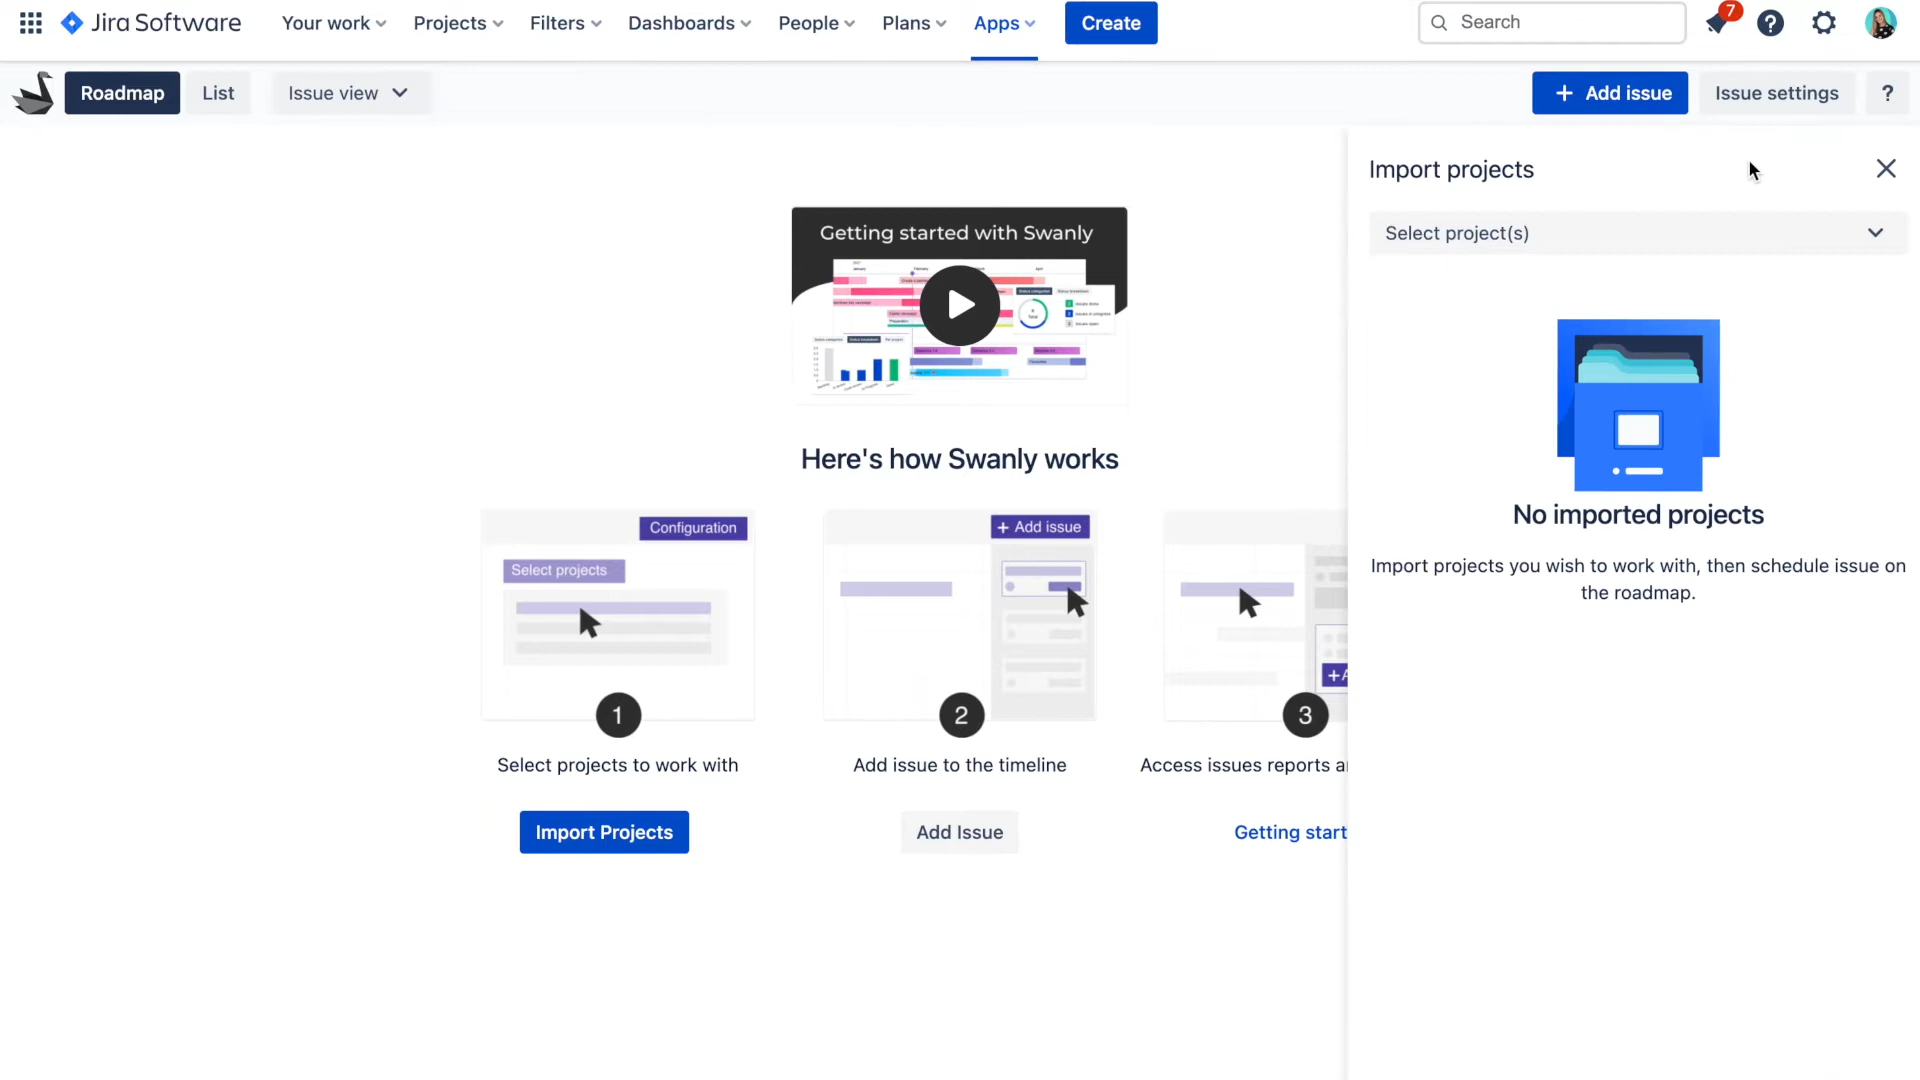 Jira Software
Your work
Projects
Filters
Dashboards
People
Plans
Apps
Create
Search
7
Roadmap
List
Issue view
+ Add issue
Issue settings
?
Import projects
Select project(s)
No imported projects
Import projects you wish to work with, then schedule issue on
the roadmap.
Getting started with Swanly
Here's how Swanly works
Configuration
Select projects
1
Select projects to work with
Import Projects
+ Add issue
2
Add issue to the timeline
Add Issue
3
Access issues reports
Getting start